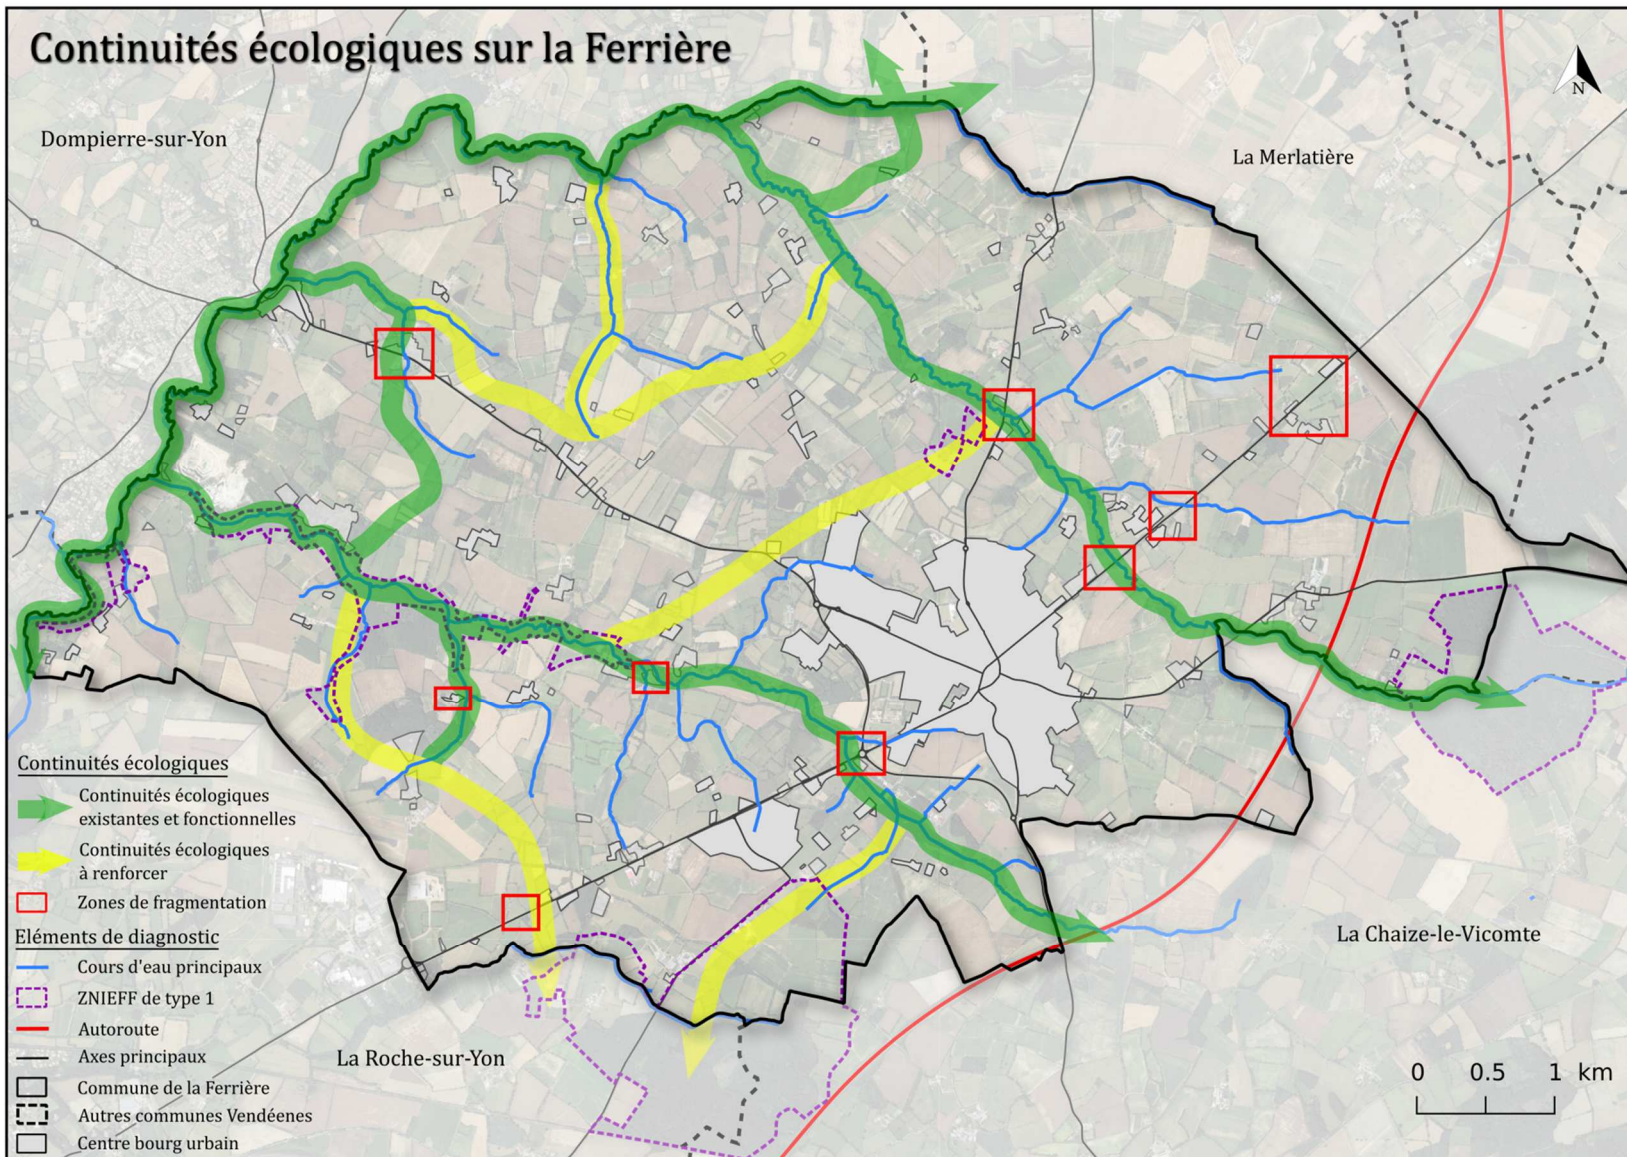 Continuités écologiques sur la Ferrière
Dompierre-sur-Yon
La Merlatière
N
Continuités écologiques
Continuités écologiques
existantes et fonctionnelles
Continuités écologiques
à renforcer
Zones de fragmentation
Eléments de diagnostic
Cours d'eau principaux
ZNIEFF de type 1
Autoroute
Axes principaux
Commune de la Ferrière
Autres communes Vendéenes
Centre bourg urbain
La Roche-sur-Yon
La Chaize-le-Vicomte
0 0.5 1 km